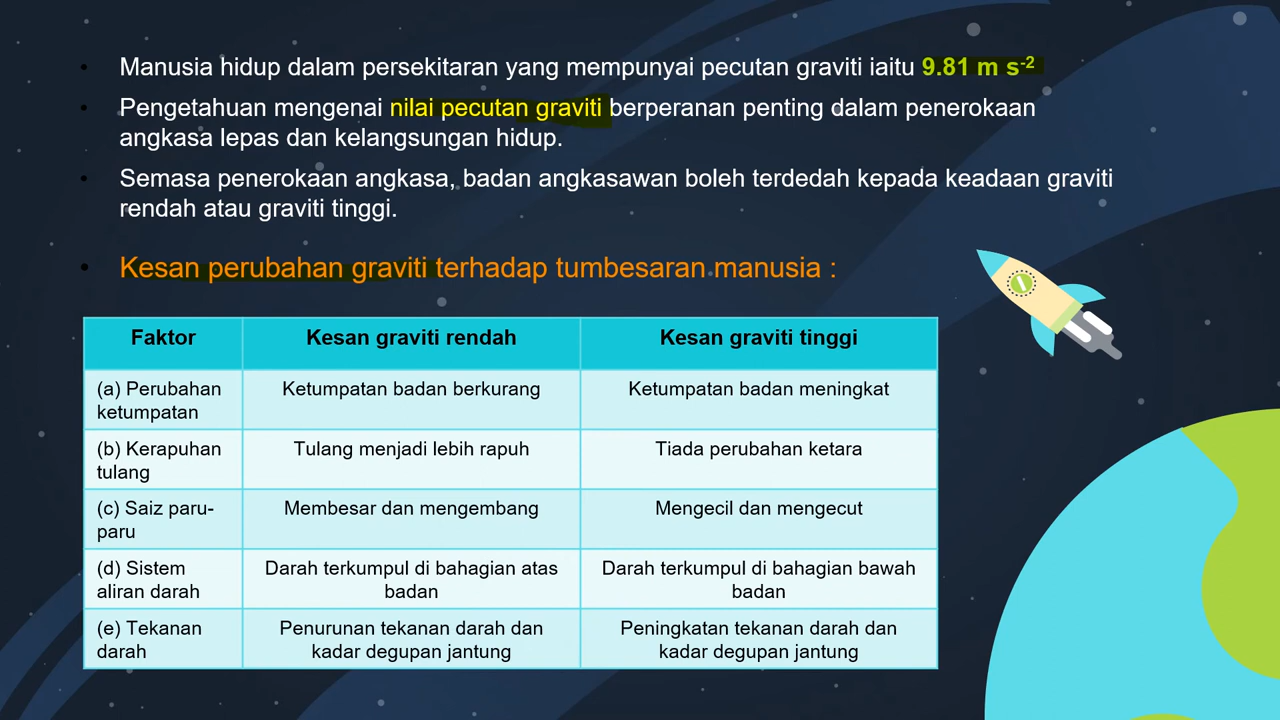 Manusia hidup dalam persekitaran yang mempunyai pecutan graviti iaitu 9.81 m s-2
Pengetahuan mengenai nilai pecutan graviti berperanan penting dalam penerokaan
angkasa lepas dan kelangsungan hidup.
Semasa penerokaan angkasa, badan angkasawan boleh terdedah kepada keadaan graviti
rendah atau graviti tinggi.
Kesan perubahan graviti terhadap tumbesaran manusia :
Faktor
Kesan graviti rendah
Kesan graviti tinggi
(a) Perubahan
ketumpatan
Ketumpatan badan berkurang
Ketumpatan badan meningkat
(b) Kerapuhan
tulang
Tulang menjadi lebih rapuh
Tiada perubahan ketara
(c) Saiz paru-
paru
Membesar dan mengembang
Mengecil dan mengecut
(d) Sistem
aliran darah
Darah terkumpul di bahagian atas
badan
Darah terkumpul di bahagian bawah
badan
(e) Tekanan
darah
Penurunan tekanan darah dan
kadar degupan jantung
Peningkatan tekanan darah dan
kadar degupan jantung